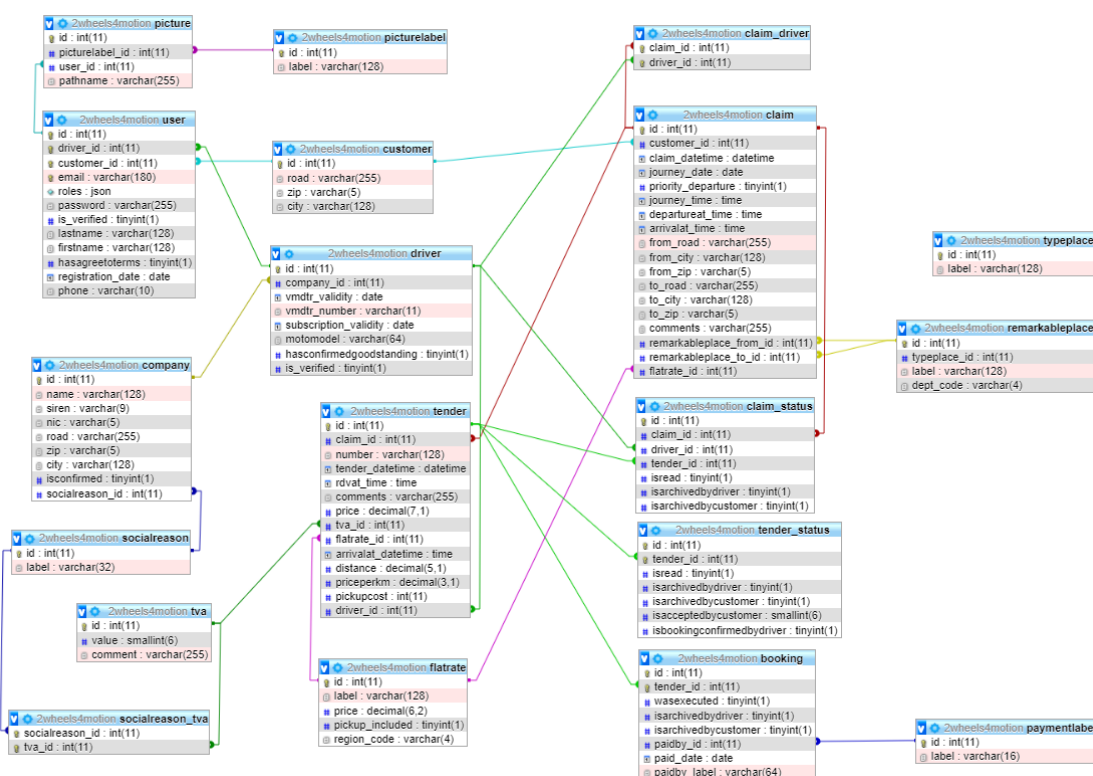 2wheels4motion picture
id : int(11)
picturelabel_id : int(11)
user_id : int(11)
pathname : varchar(255)
2wheels4motion picturelabel
id : int(11)
label : varchar(128)
2wheels4motion claim_driver
claim_id : int(11)
driver_id : int(11)
2wheels4motion user
id : int(11)
driver_id : int(11)
customer_id : int(11)
email : varchar(180)
roles : json
password : varchar(255)
is_verified : tinyint(1)
lastname : varchar(128)
firstname : varchar(128)
hasagreetoterms : tinyint(1)
registration_date : date
phone : varchar(10)
2wheels4motion customer
id : int(11)
road : varchar(255)
zip : varchar(5)
city : varchar(128)
2wheels4motion claim
id : int(11)
customer_id : int(11)
claim_datetime : datetime
journey_date : date
priority_departure : tinyint(1)
journey_time : time
departureat_time : time
arrivalat_time : time
from_road : varchar(255)
from_city : varchar(128)
from_zip : varchar(5)
to_road : varchar(255)
to_city : varchar(128)
to_zip : varchar(5)
comments : varchar(255)
remarkableplace_from_id : int(11)
remarkableplace_to_id : int(11)
flatrate_id : int(11)
2wheels4motion typeplace
id : int(11)
label : varchar(128)
2wheels4motion driver
id : int(11)
company_id : int(11)
vmdtr_validity : date
vmdtr_number : varchar(11)
subscription_validity : date
motomodel : varchar(64)
hasconfirmedgoodstanding : tinyint(1)
is_verified : tinyint(1)
2wheels4motion remarkableplace
id : int(11)
typeplace_id : int(11)
label : varchar(128)
dept_code : varchar(4)
2wheels4motion company
id : int(11)
name : varchar(128)
siren : varchar(9)
nic : varchar(5)
road : varchar(255)
zip : varchar(5)
city : varchar(128)
isconfirmed : tinyint(1)
socialreason_id : int(11)
2wheels4motion tender
id : int(11)
claim_id : int(11)
number : varchar(128)
tender_datetime : datetime
rdvat_time : time
comments : varchar(255)
price : decimal(7,1)
tva_id : int(11)
flatrate_id : int(11)
arrivalat_datetime : time
distance : decimal(5,1)
priceperkm : decimal(3,1)
pickupcost : int(11)
driver_id : int(11)
2wheels4motion claim_status
id : int(11)
claim_id : int(11)
driver_id : int(11)
tender_id : int(11)
isread : tinyint(1)
isarchivedbydriver : tinyint(1)
isarchivedbycustomer : tinyint(1)
2wheels4motion socialreason
id : int(11)
label : varchar(32)
2wheels4motion tender_status
id : int(11)
tender_id : int(11)
isread : tinyint(1)
isarchivedbydriver : tinyint(1)
isarchivedbycustomer : tinyint(1)
isacceptedbycustomer : smallint(6)
isbookingconfirmedbydriver : tinyint(1)
2wheels4motion tva
id : int(11)
value : smallint(6)
comment : varchar(255)
2wheels4motion flatrate
id : int(11)
label : varchar(128)
price : decimal(6,2)
pickup_included : tinyint(1)
region_code : varchar(4)
2wheels4motion booking
id : int(11)
tender_id : int(11)
wasexecuted : tinyint(1)
isarchivedbydriver : tinyint(1)
isarchivedbycustomer : tinyint(1)
paidby_id : int(11)
paid_date : date
paidby_label : varchar(64)
2wheels4motion socialreason_tva
socialreason_id : int(11)
tva_id : int(11)
2wheels4motion paymentlabe
id : int(11)
label : varchar(16)